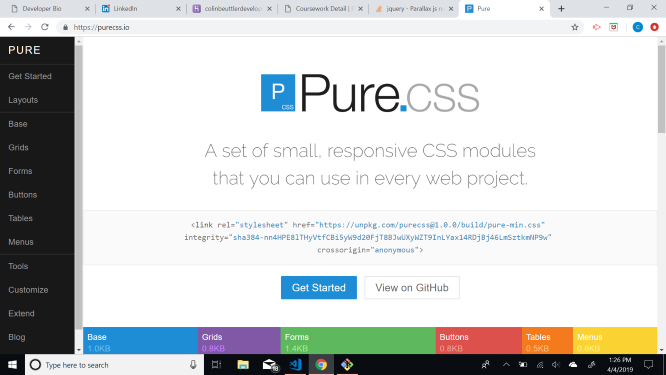 Developer Bio
LinkedIn
colinbeuttlerdevelop
Coursework Detail |
jquery - Parallax.js n
Pure
https://purecss.io
C
PURE
Get Started
Layouts
Base
Grids
Forms
Buttons
Tables
Menus
Tools
Customize
Extend
Blog
P
CSS
Pure.css
A set of small, responsive CSS modules
that you can use in every web project.
<link rel="stylesheet" href="https://unpkg.com/purecss@1.0.0/build/pure-min.css"
integrity="sha384-nn4HPE8lTHyVtfCBi5yW9d20FjT8BJwUXyWZT9InLYax14RDjBj46LmSztkmNP9w"
crossorigin="anonymous">
Get Started
View on GitHub
Base
1.0KB
Grids
0.8KB
Forms
1.4KB
Buttons
0.8KB
Tables
0.5KB
Menus
0.8KB
Type here to search
1:26 PM
4/4/2019